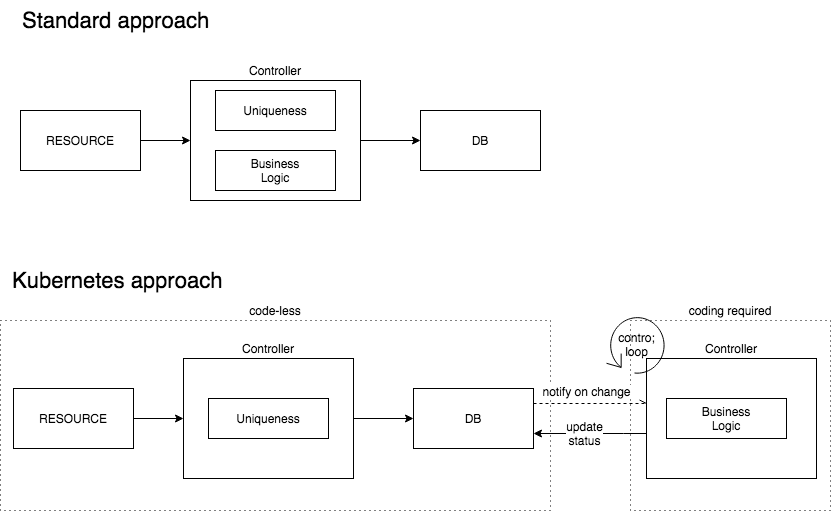 Standard approach
Controller
Uniqueness
RESOURCE
DB
Business
Logic
Kubernetes approach
code-less
coding required
contro;
loop
Controller
Controller
notify on change
RESOURCE
Uniqueness
DB
Business
Logic
update
status